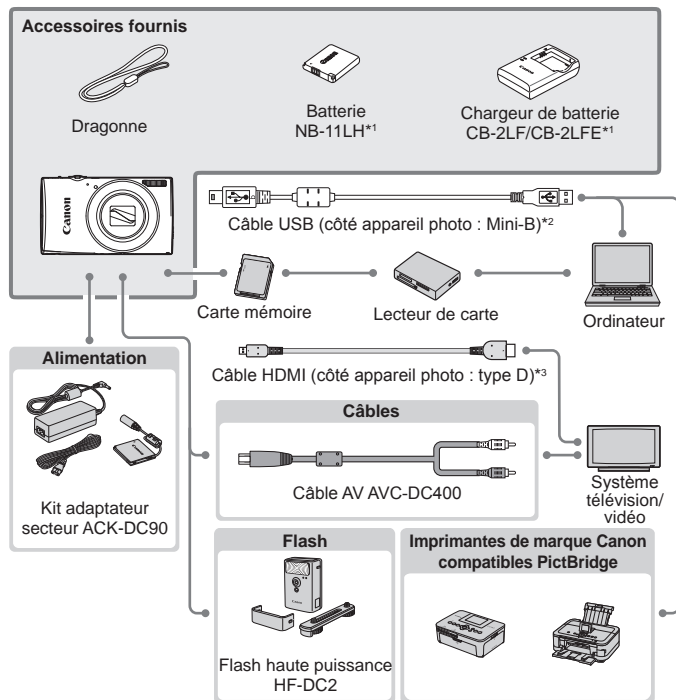 Accessoires fournis
Dragonne
Batterie
NB-11LH*1
Chargeur de batterie
CB-2LF/CB-2LFE*1
Canon
Câble USB (côté appareil photo : Mini-B)*2
Carte mémoire
Lecteur de carte
Ordinateur
Câble HDMI (côté appareil photo : type D)*3
Alimentation
Kit adaptateur
secteur ACK-DC90
Câbles
Câble AV AVC-DC400
Système
télévision/
vidéo
Flash
Flash haute puissance
HF-DC2
Imprimantes de marque Canon
compatibles PictBridge